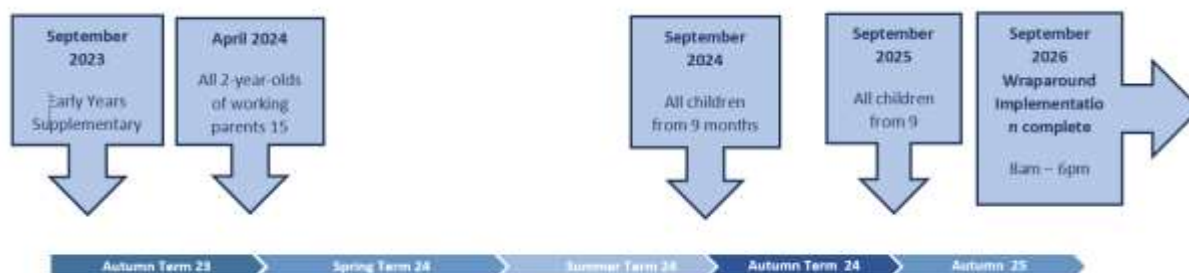 September
2023
Early Years
Supplementary
April 2024
All 2-year-olds
of working
parents 15
September
2024
All children
from 9 months
September
2025
All children
from 9
September
2026
Wraparound
Implementatio
n complete
8am – 6pm
Autumn Term 23
Spring Term 24
Summer Term 24
Autumn Term 24
Autumn 25